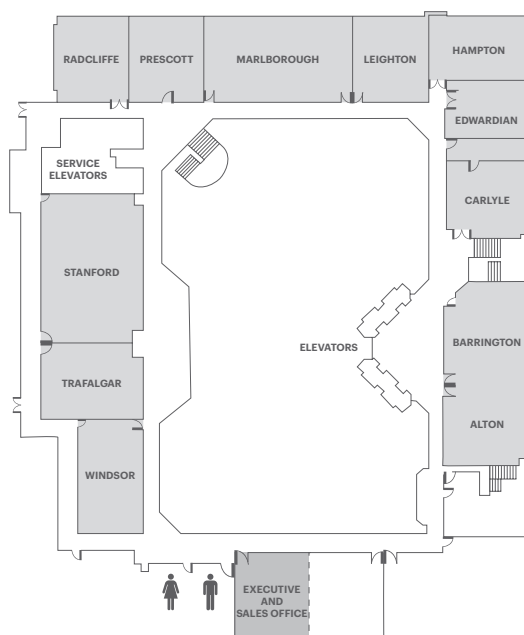 RADCLIFFE
PRESCOTT
MARLBOROUGH
LEIGHTON
HAMPTON
EDWARDIAN
SERVICE
ELEVATORS
CARLYLE
STANFORD
ELEVATORS
BARRINGTON
TRAFALGAR
ALTON
WINDSOR
EXECUTIVE
AND
SALES OFFICE